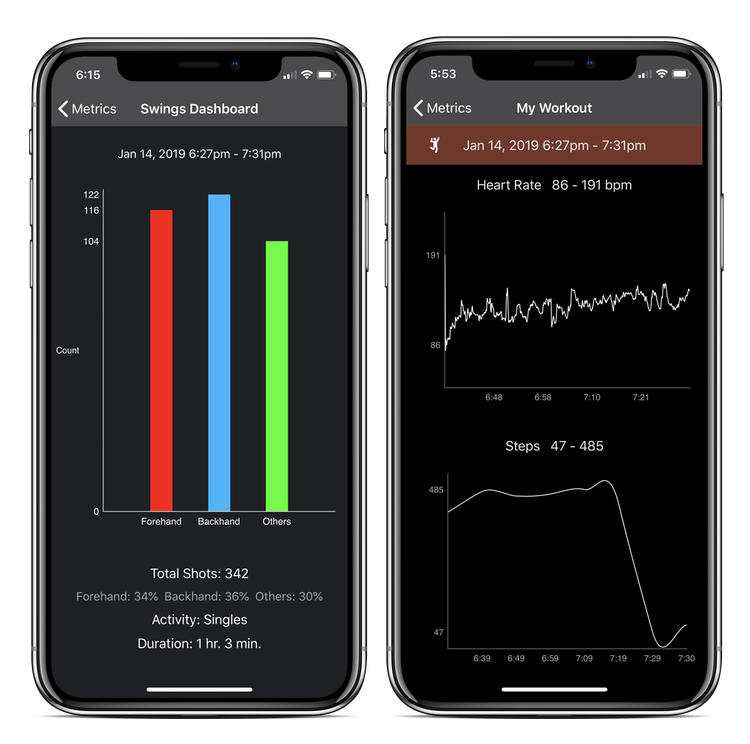 6:15
Metrics
Swings Dashboard
Jan 14, 2019 6:27pm - 7:31pm
122
116
104
Count
0
Forehand Backhand Others
Total Shots: 342
Forehand: 34% Backhand: 36% Others: 30%
Activity: Singles
Duration: 1 hr. 3 min.
5:53
Metrics
My Workout
Jan 14, 2019 6:27pm - 7:31pm
Heart Rate 86 - 191 bpm
191
86
6:48 6:58 7:10 7:21
Steps 47 - 485
485
47
6:39 6:49 6:59 7:09 7:19 7:29 7:30